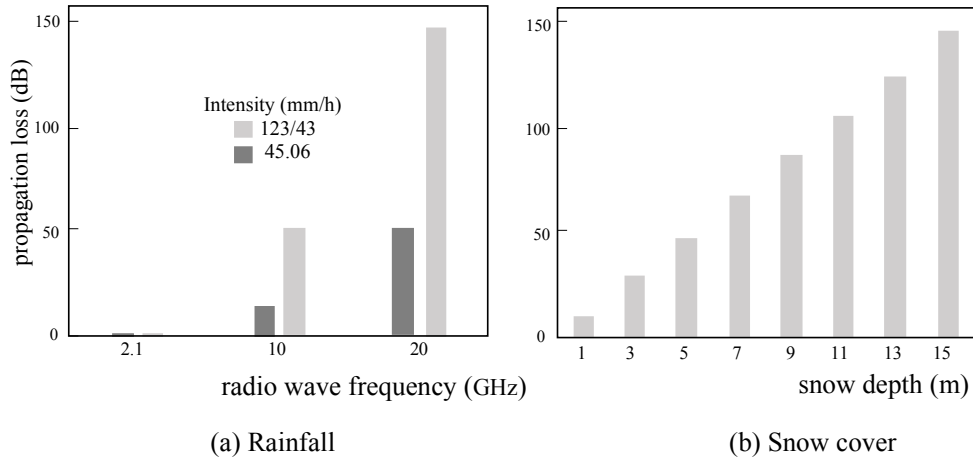 150
100
50
0
propagation loss (dB)
Intensity (mm/h)
123/43
45.06
2.1 10 20
radio wave frequency (GHz)
(a) Rainfall
150
100
50
0
1 3 5 7 9 11 13 15
snow depth (m)
(b) Snow cover